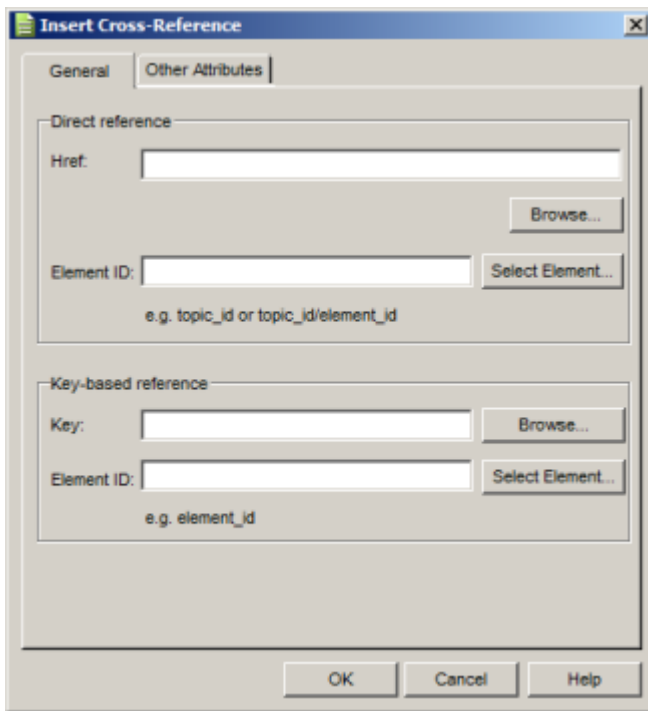 Insert Cross-Reference
General
Other Attributes
Direct reference
Href:
Browse...
Element ID:
Select Element...
e.g. topic_id or topic_id/element_id
Key-based reference
Key:
Browse...
Element ID:
Select Element...
e.g. element_id
OK
Cancel
Help